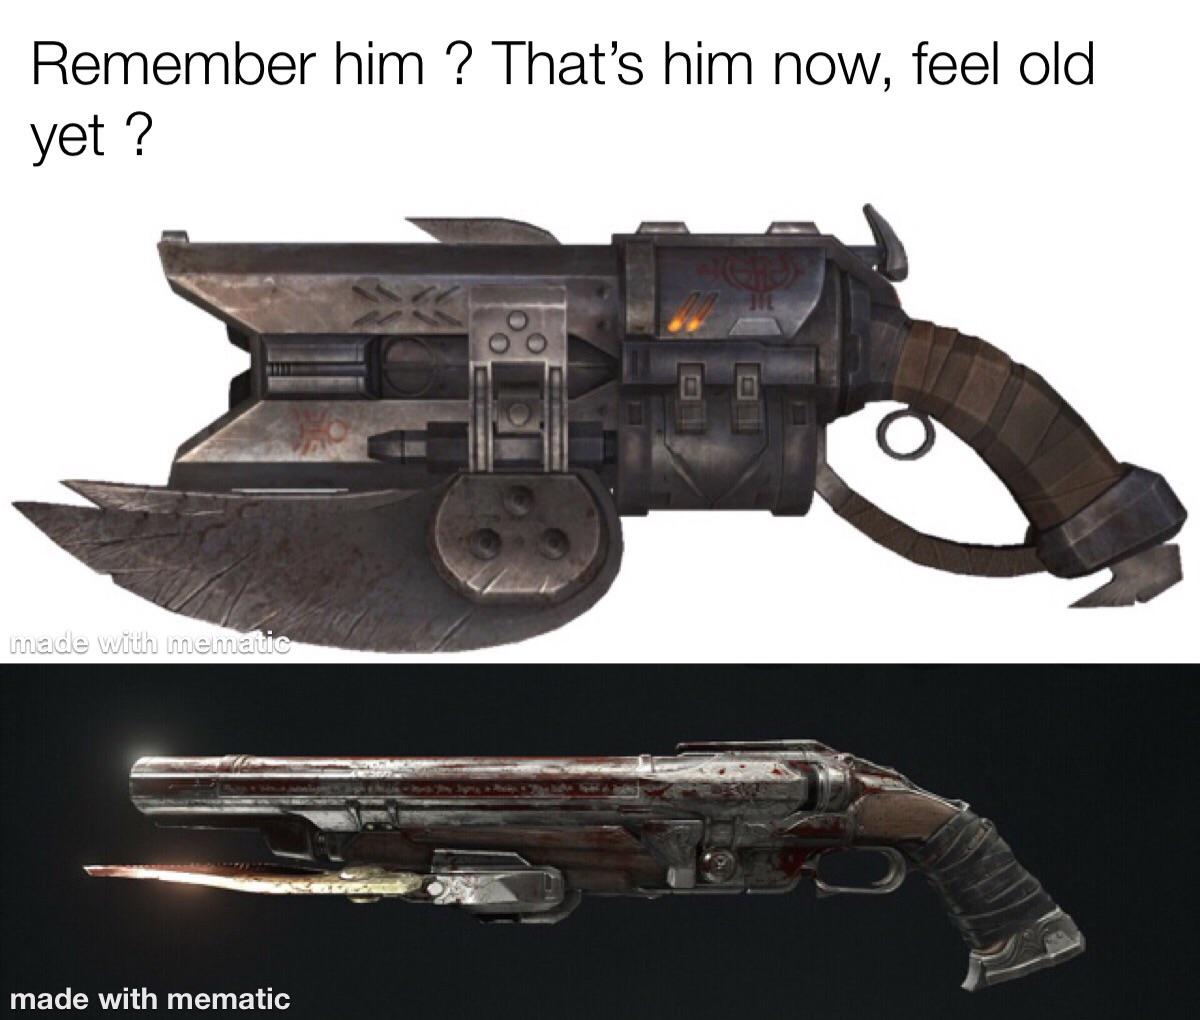 Remember him ? That’s him now, feel old
yet ?
made with mematic
made with mematic